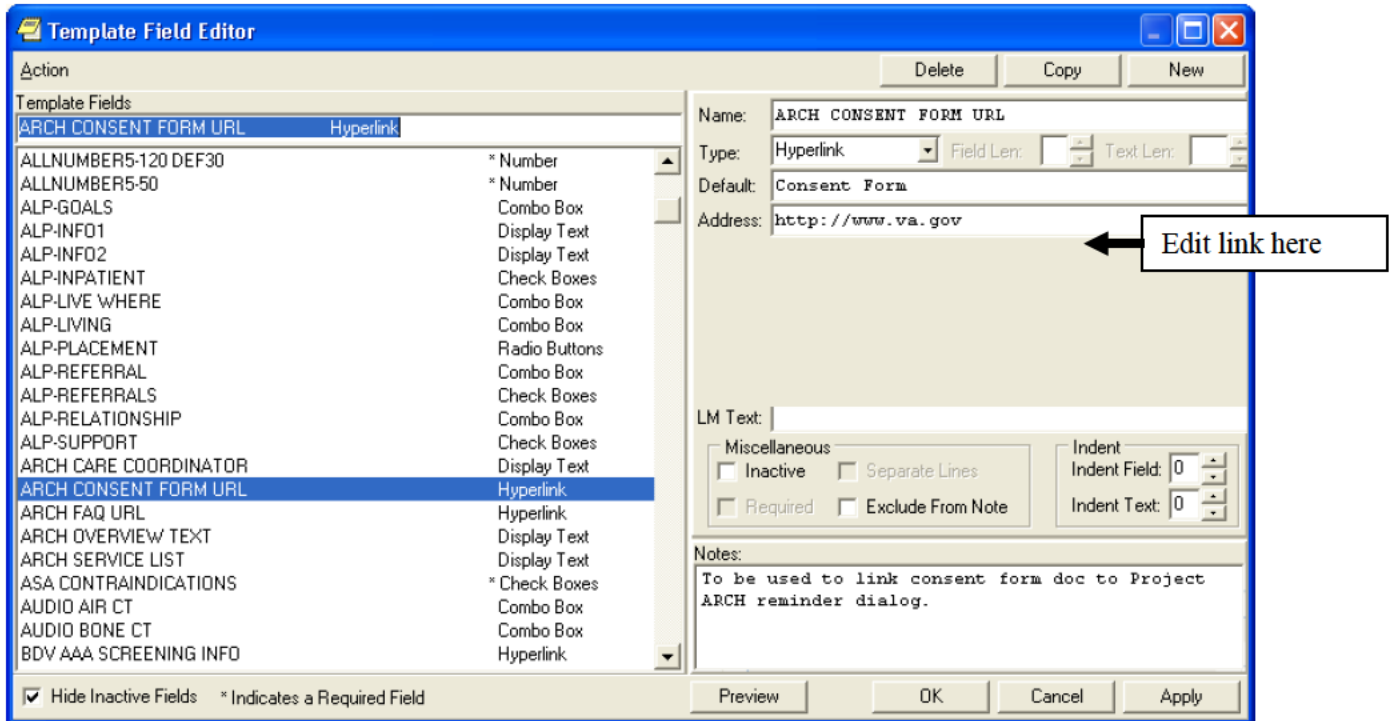 Template Field Editor
Action
Delete Copy New
Template Fields
ARCH CONSENT FORM URL Hyperlink
ALLNUMBER5-120 DEF30 * Number
ALLNUMBER5-50 * Number
ALP-GOALS Combo Box
ALP-INFO1 Display Text
ALP-INFO2 Display Text
ALP-INPATIENT Check Boxes
ALP-LIVE WHERE Combo Box
ALP-LIVING Combo Box
ALP-PLACEMENT Radio Buttons
ALP-REFERRAL Combo Box
ALP-REFERRALS Check Boxes
ALP-RELATIONSHIP Combo Box
ALP-SUPPORT Check Boxes
ARCH CARE COORDINATOR Display Text
ARCH CONSENT FORM URL Hyperlink
ARCH FAQ URL Hyperlink
ARCH OVERVIEW TEXT Display Text
ARCH SERVICE LIST Display Text
ASA CONTRAINDICATIONS * Check Boxes
AUDIO AIR CT Combo Box
AUDIO BONE CT Combo Box
BDV AAA SCREENING INFO Hyperlink
Hide Inactive Fields * Indicates a Required Field
Name: ARCH CONSENT FORM URL
Type: Hyperlink Field Len: Text Len:
Default: Consent Form
Address: http://www.va.gov
Edit link here
LM Text:
Miscellaneous
Inactive Separate Lines
Required Exclude From Note
Indent
Indent Field: 0
Indent Text: 0
Notes:
To be used to link consent form doc to Project
ARCH reminder dialog.
Preview OK Cancel Apply